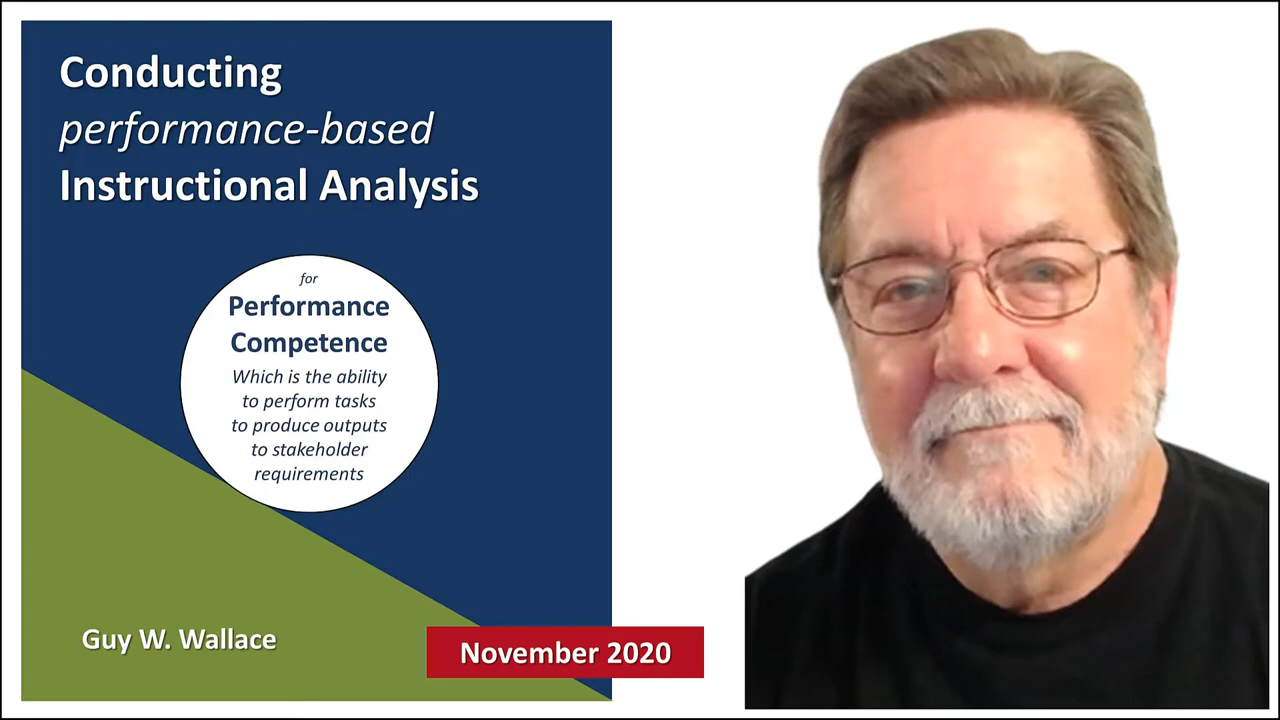 Conducting
performance-based
Instructional Analysis
for
Performance
Competence
Which is the ability
to perform tasks
to produce outputs
to stakeholder
requirements
Guy W. Wallace
November 2020